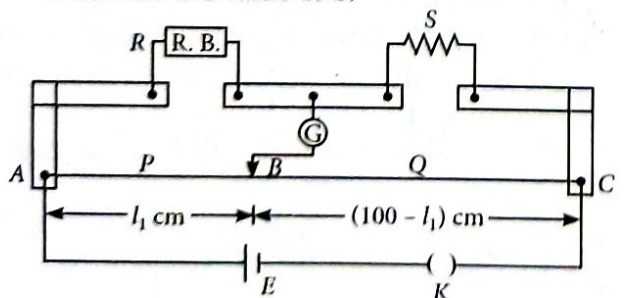 S
R R. B.
G
A P B Q C
l₁ cm (100 – l₁) cm
E K